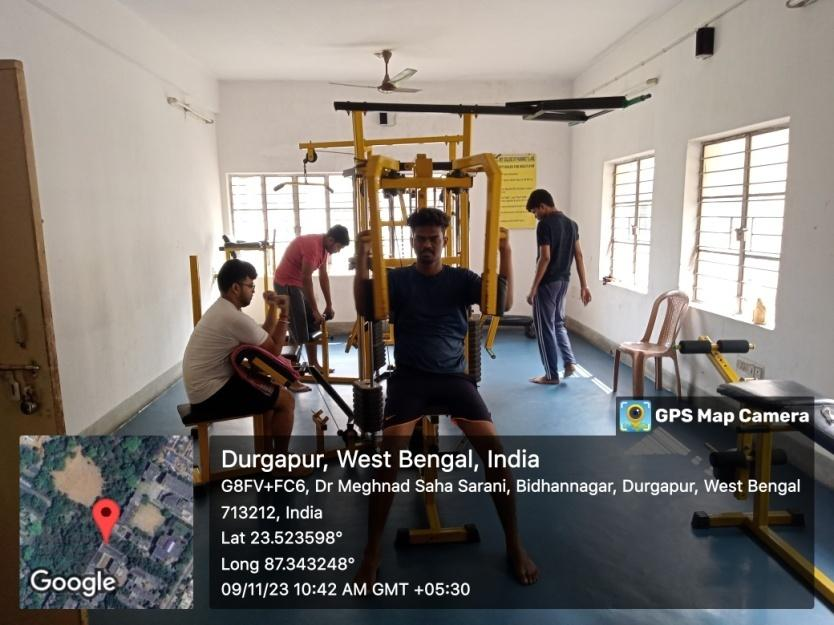 GPS Map Camera
Durgapur, West Bengal, India
G8FV+FC6, Dr Meghnad Saha Sarani, Bidhannagar, Durgapur, West Bengal
713212, India
Lat 23.523598°
Long 87.343248°
09/11/23 10:42 AM GMT +05:30
Google